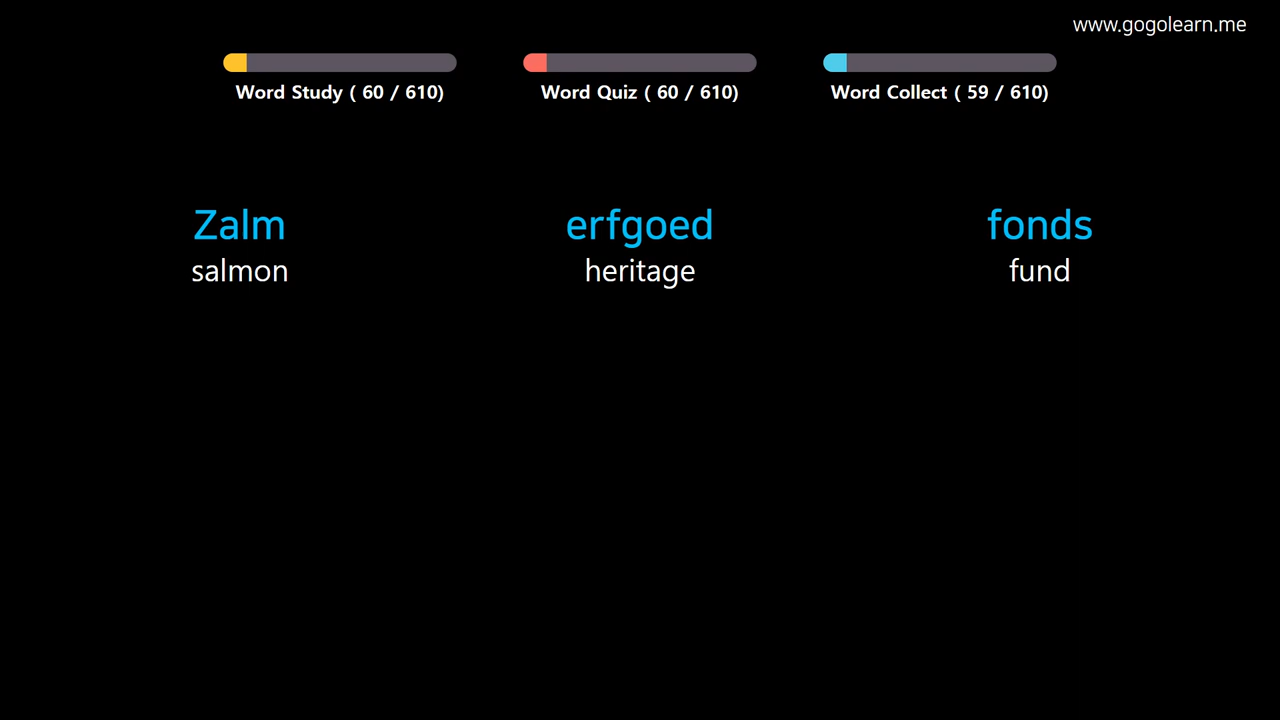 www.gogolearn.me
Word Study ( 60 / 610) Word Quiz ( 60 / 610) Word Collect ( 59 / 610)
Zalm erfgoed fonds
salmon heritage fund